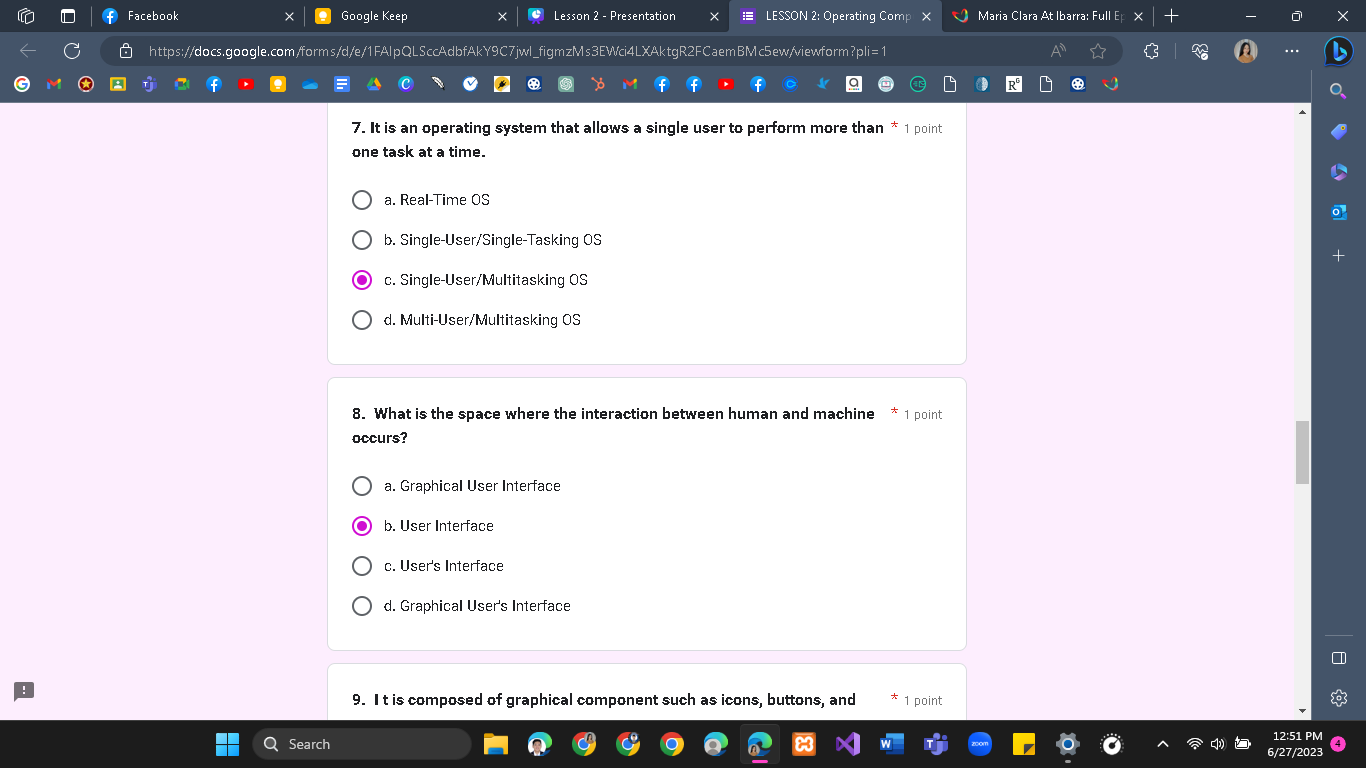 Facebook
Google Keep
Lesson 2 - Presentation
LESSON 2: Operating Comp
Maria Clara At Ibarra: Full Ep
https://docs.google.com/forms/d/e/1FAIpQLSccAdbfAkY9C7jwl_figmzMs3EWci4LXAktgR2FCaemBMc5ew/viewform?pli=1
7. It is an operating system that allows a single user to perform more than * 1 point
one task at a time.
a. Real-Time OS
b. Single-User/Single-Tasking OS
c. Single-User/Multitasking OS
d. Multi-User/Multitasking OS
8. What is the space where the interaction between human and machine * 1 point
occurs?
a. Graphical User Interface
b. User Interface
c. User's Interface
d. Graphical User's Interface
9. I t is composed of graphical component such as icons, buttons, and * 1 point
Search
zoom
12:51 PM
6/27/2023
4